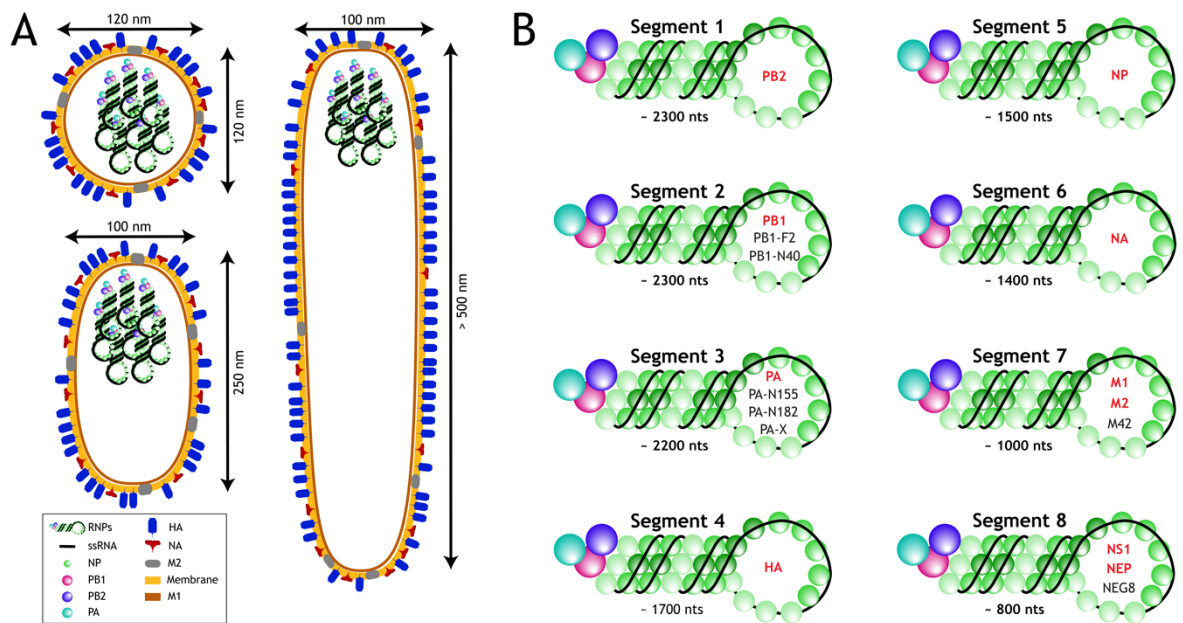 A
120 nm
120 nm
100 nm
250 nm
100 nm
> 500 nm
RNPs
ssRNA
NP
PB1
PB2
PA
HA
NA
M2
Membrane
M1
B
Segment 1
PB2
~ 2300 nts
Segment 2
PB1
PB1-F2
PB1-N40
~ 2300 nts
Segment 3
PA
PA-N155
PA-N182
PA-X
~ 2200 nts
Segment 4
HA
~ 1700 nts
Segment 5
NP
~ 1500 nts
Segment 6
NA
~ 1400 nts
Segment 7
M1
M2
M42
~ 1000 nts
Segment 8
NS1
NEP
NEG8
~ 800 nts